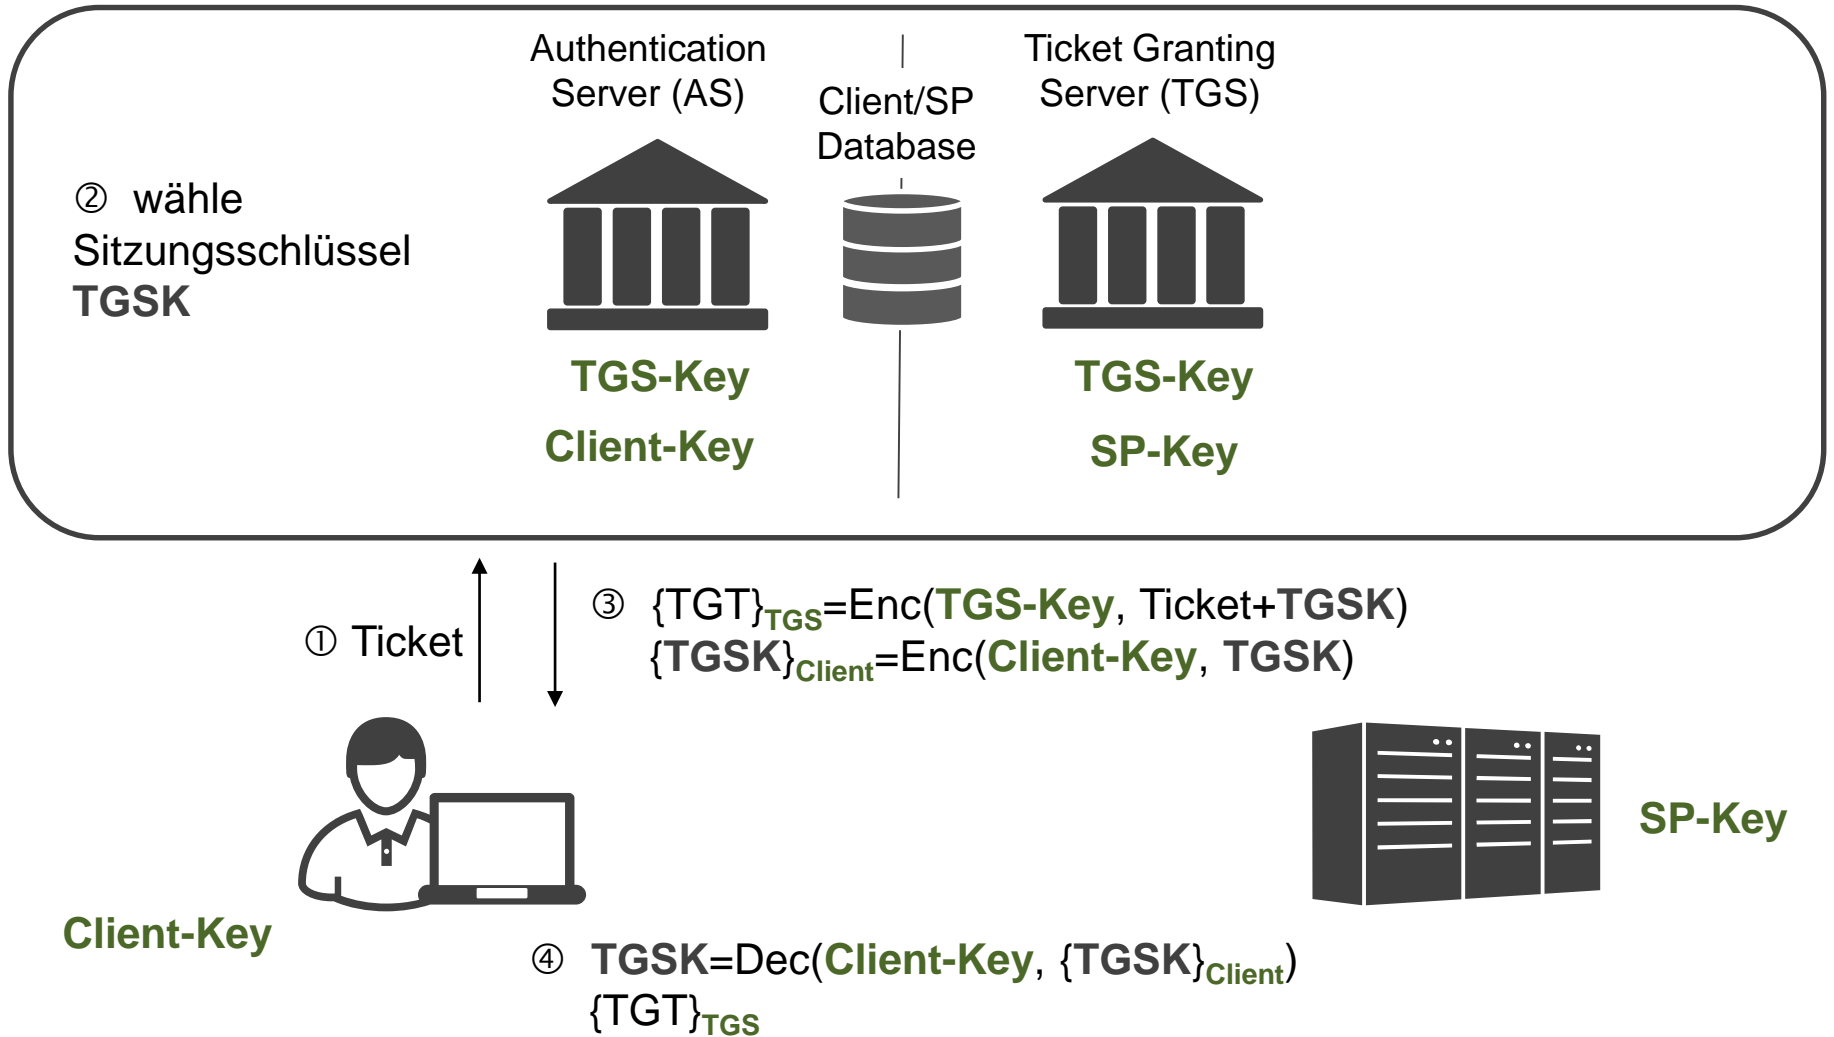 Authentication
Server (AS)
Client/SP
Database
Ticket Granting
Server (TGS)
② wähle
Sitzungsschlüssel
TGSK
TGS-Key
Client-Key
TGS-Key
SP-Key
① Ticket
③ {TGT}TGS=Enc(TGS-Key, Ticket+TGSK)
{TGSK}Client=Enc(Client-Key, TGSK)
SP-Key
Client-Key
④ TGSK=Dec(Client-Key, {TGSK}Client)
{TGT}TGS